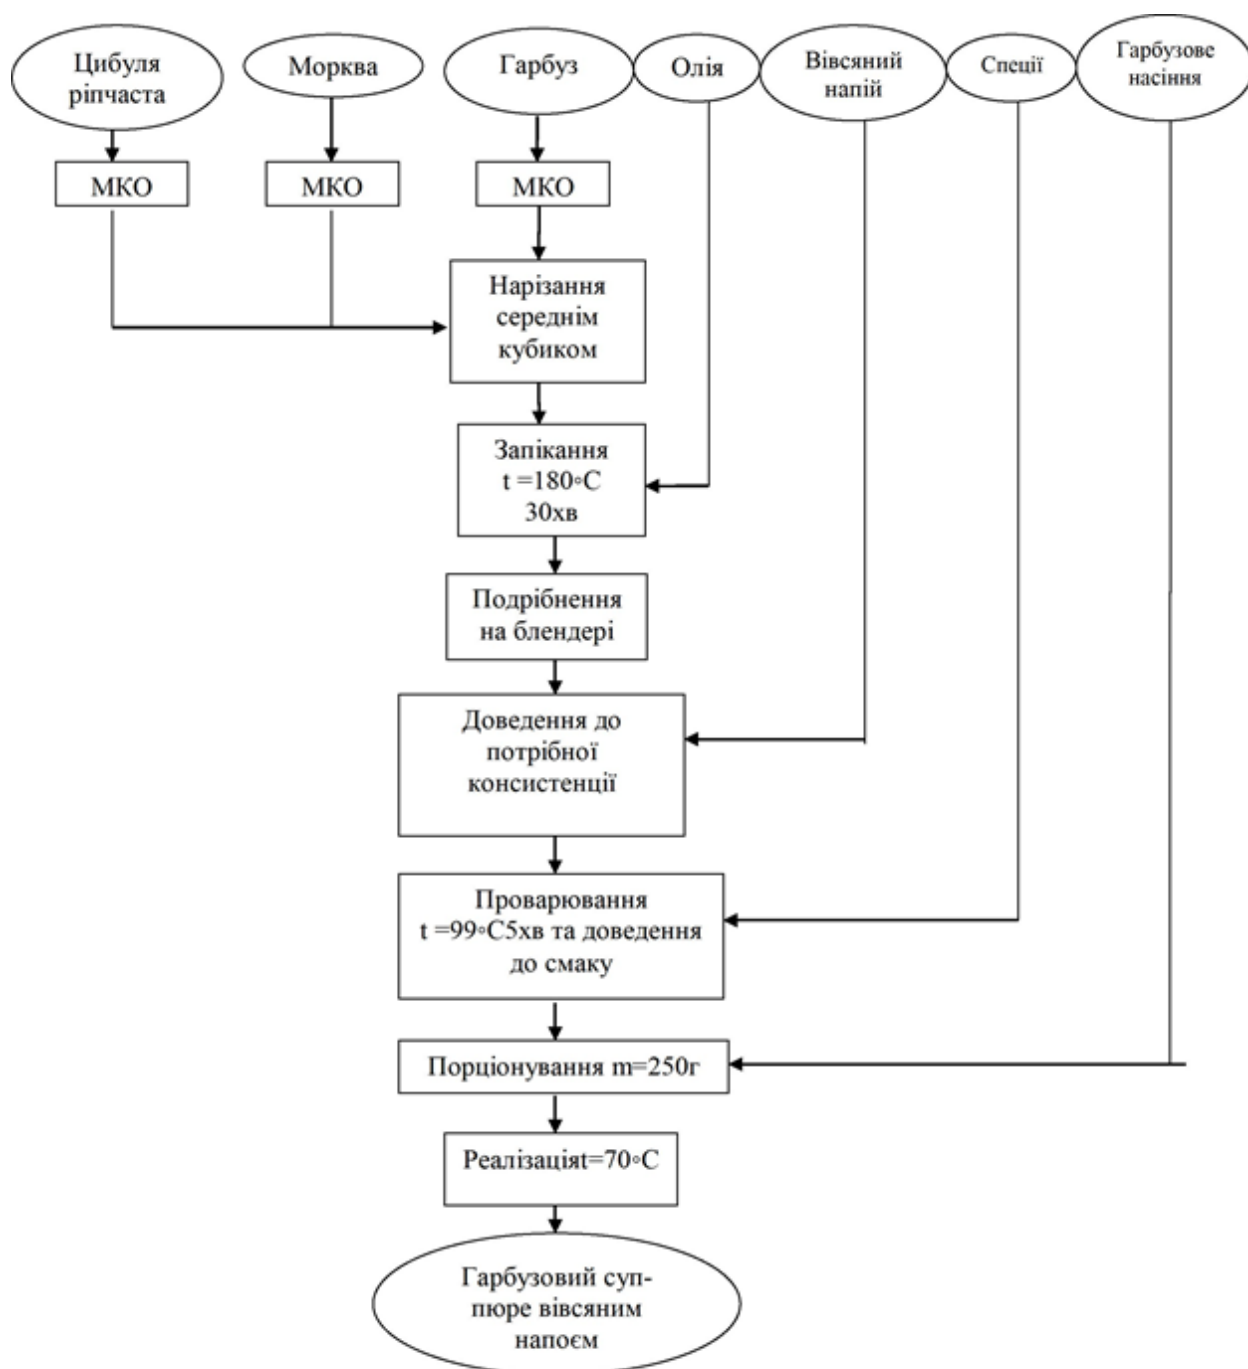 Цибуля
ріпчаста
Морква
Гарбуз
Олія
Вівсяний
напій
Спеції
Гарбузове
насіння
МКО
МКО
МКО
Нарізання
середнім
кубиком
Запікання
t =180◦C
30хв
Подрібнення
на блендері
Доведення до
потрібної
консистенції
Проварювання
t =99◦C5хв та доведення
до смаку
Порціонування m=250г
Реалізаціяt=70◦C
Гарбузовий суп-
пюре вівсяним
напоєм